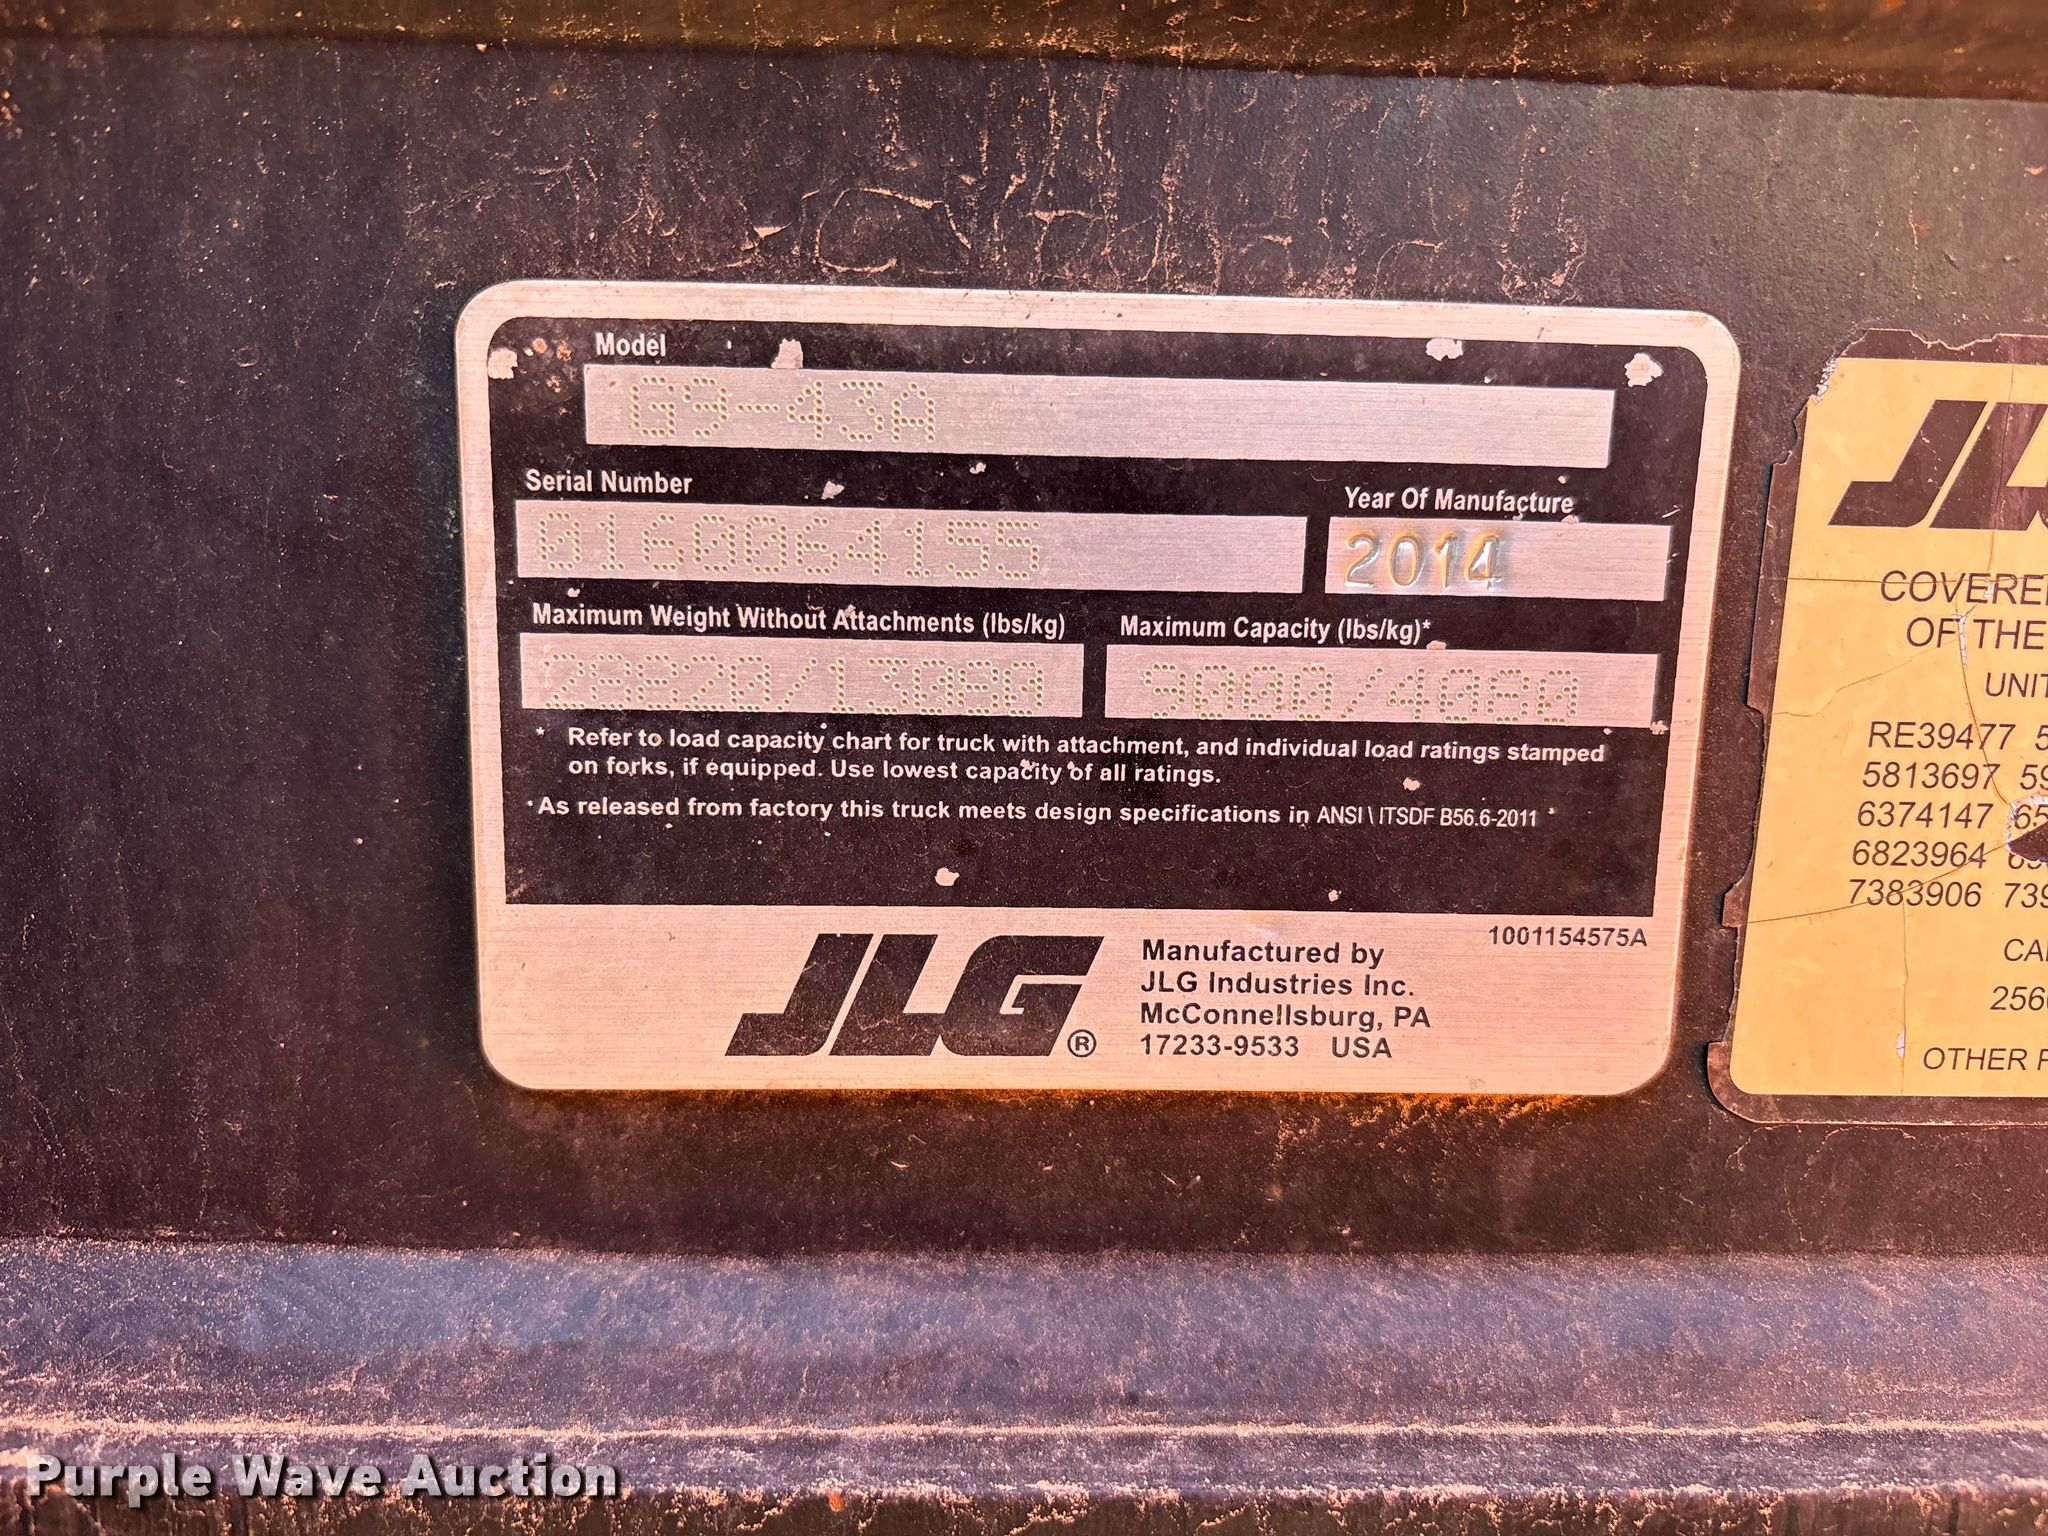 Model
G9-43A
Serial Number
0160064155
Year Of Manufacture
2014
Maximum Weight Without Attachments (lbs/kg)
28820/13080
Maximum Capacity (lbs/kg)*
9000/4080
* Refer to load capacity chart for truck with attachment, and individual load ratings stamped
on forks, if equipped. Use lowest capacity of all ratings.
·As released from factory this truck meets design specifications in ANSI \ ITSDF B56.6-2011
JLG®
Manufactured by
JLG Industries Inc.
McConnellsburg, PA
17233-9533 USA
1001154575A
OF THE
RE39477
5813697
6374147
6823964
7383906
OTHER
Purple Wave Auction